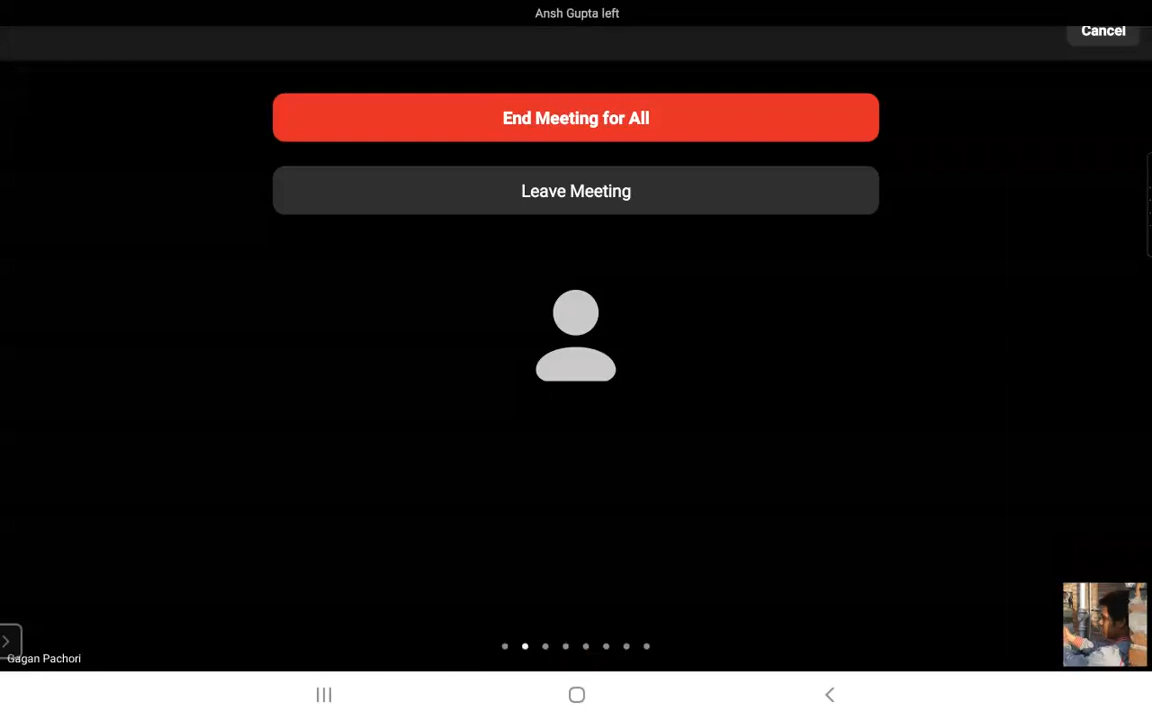 Ansh Gupta left
Cancel
End Meeting for All
Leave Meeting
Gagan Pachori